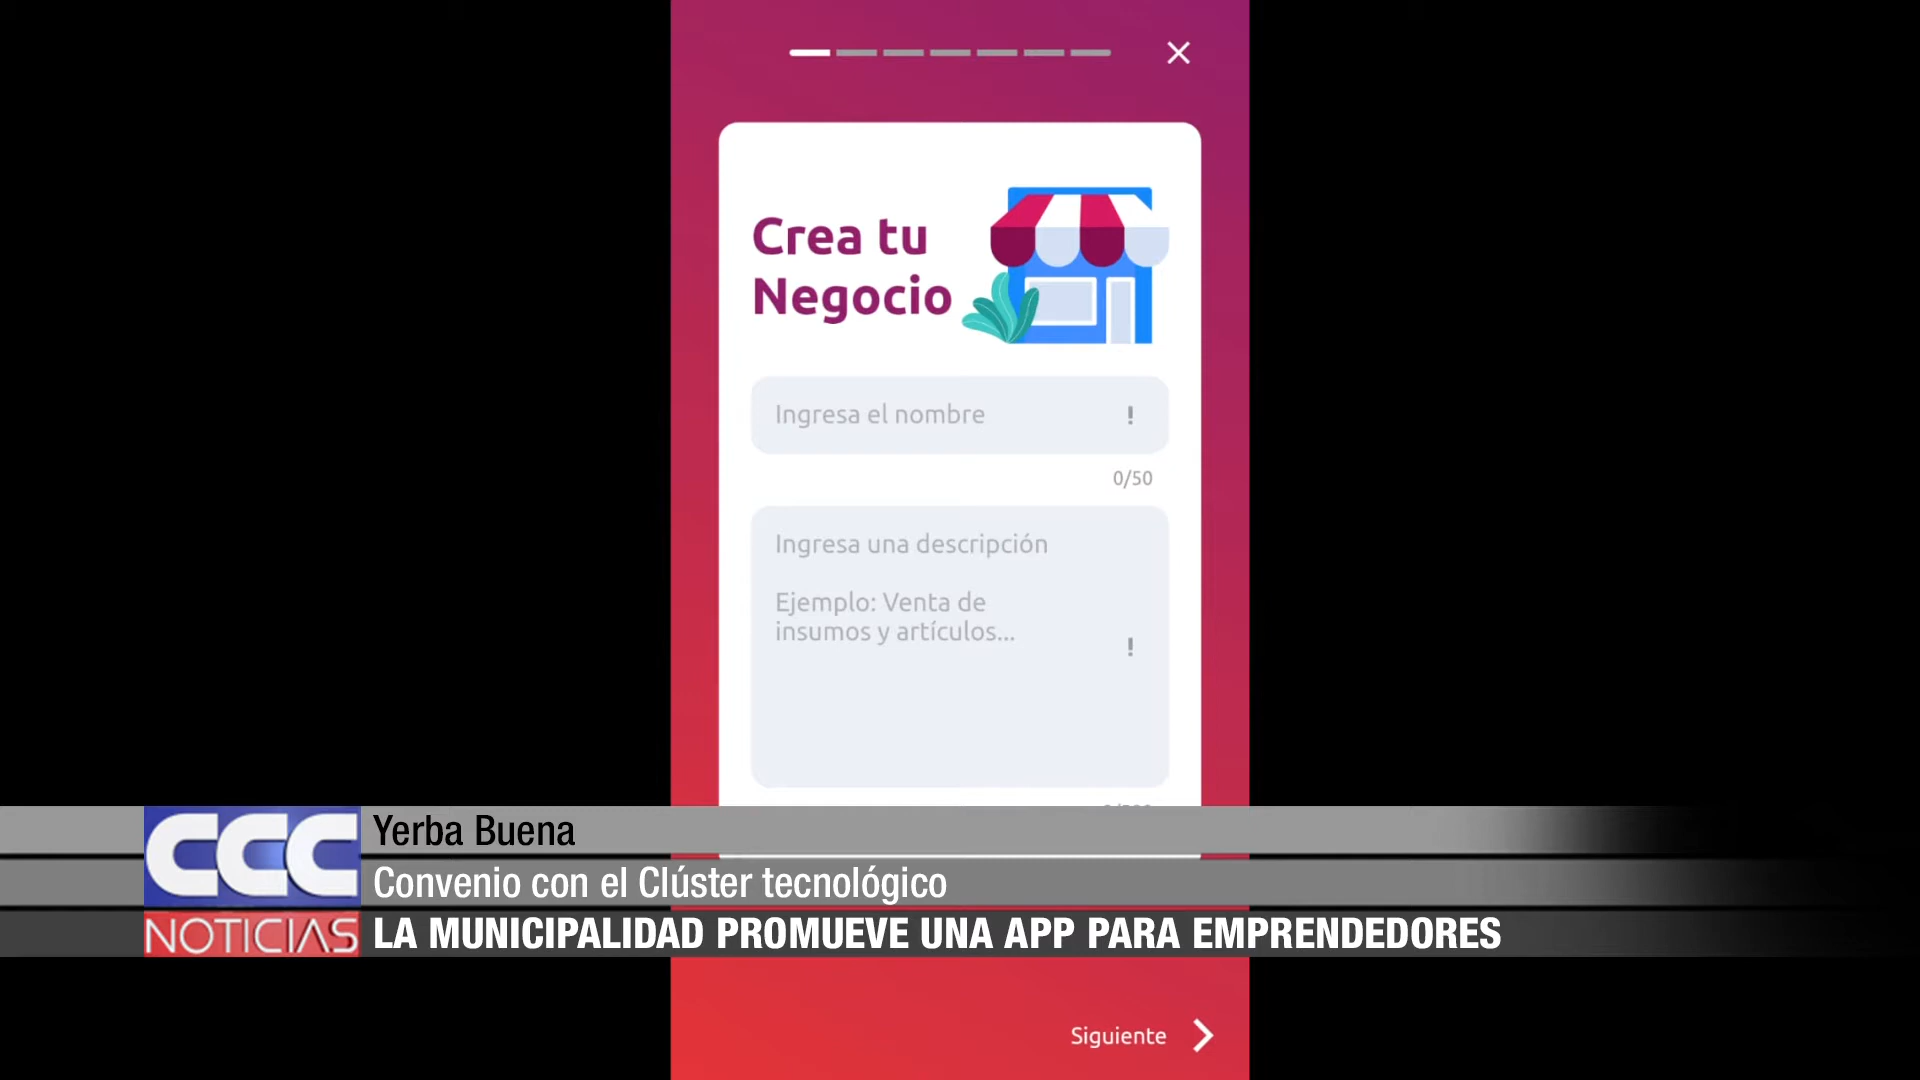 Crea tu
Negocio
Ingresa el nombre
!
0/50
Ingresa una descripción
Ejemplo: Venta de
insumos y artículos...
!
CCC
NOTICIAS
Yerba Buena
Convenio con el Clúster tecnológico
LA MUNICIPALIDAD PROMUEVE UNA APP PARA EMPRENDEDORES
Siguiente